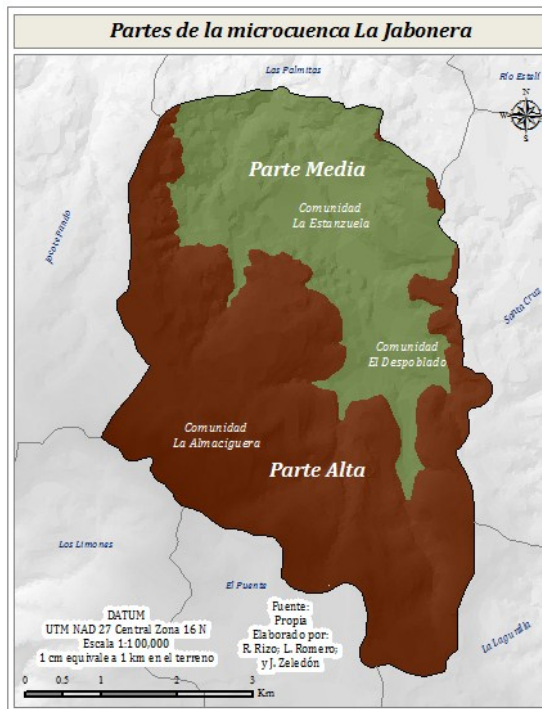 Partes de la microcuenca La Jabonera
Las Palmitas
Río Estelí
N
W
E
S
Parte Media
Comunidad
La Estanzuela
Jocote pando
Santa Cruz
Comunidad
El Despoblado
Comunidad
La Almaciguera
Parte Alta
Los Limones
El Puente
La Lagunilla
DATUM
UTM NAD 27 Central Zona 16 N
Escala 1:100,000
1 cm equivale a 1 km en el terreno
Fuente:
Propia
Elaborado por:
R. Rizo; L. Romero;
y J. Zeledón
0 0.5 1 2 3
Km